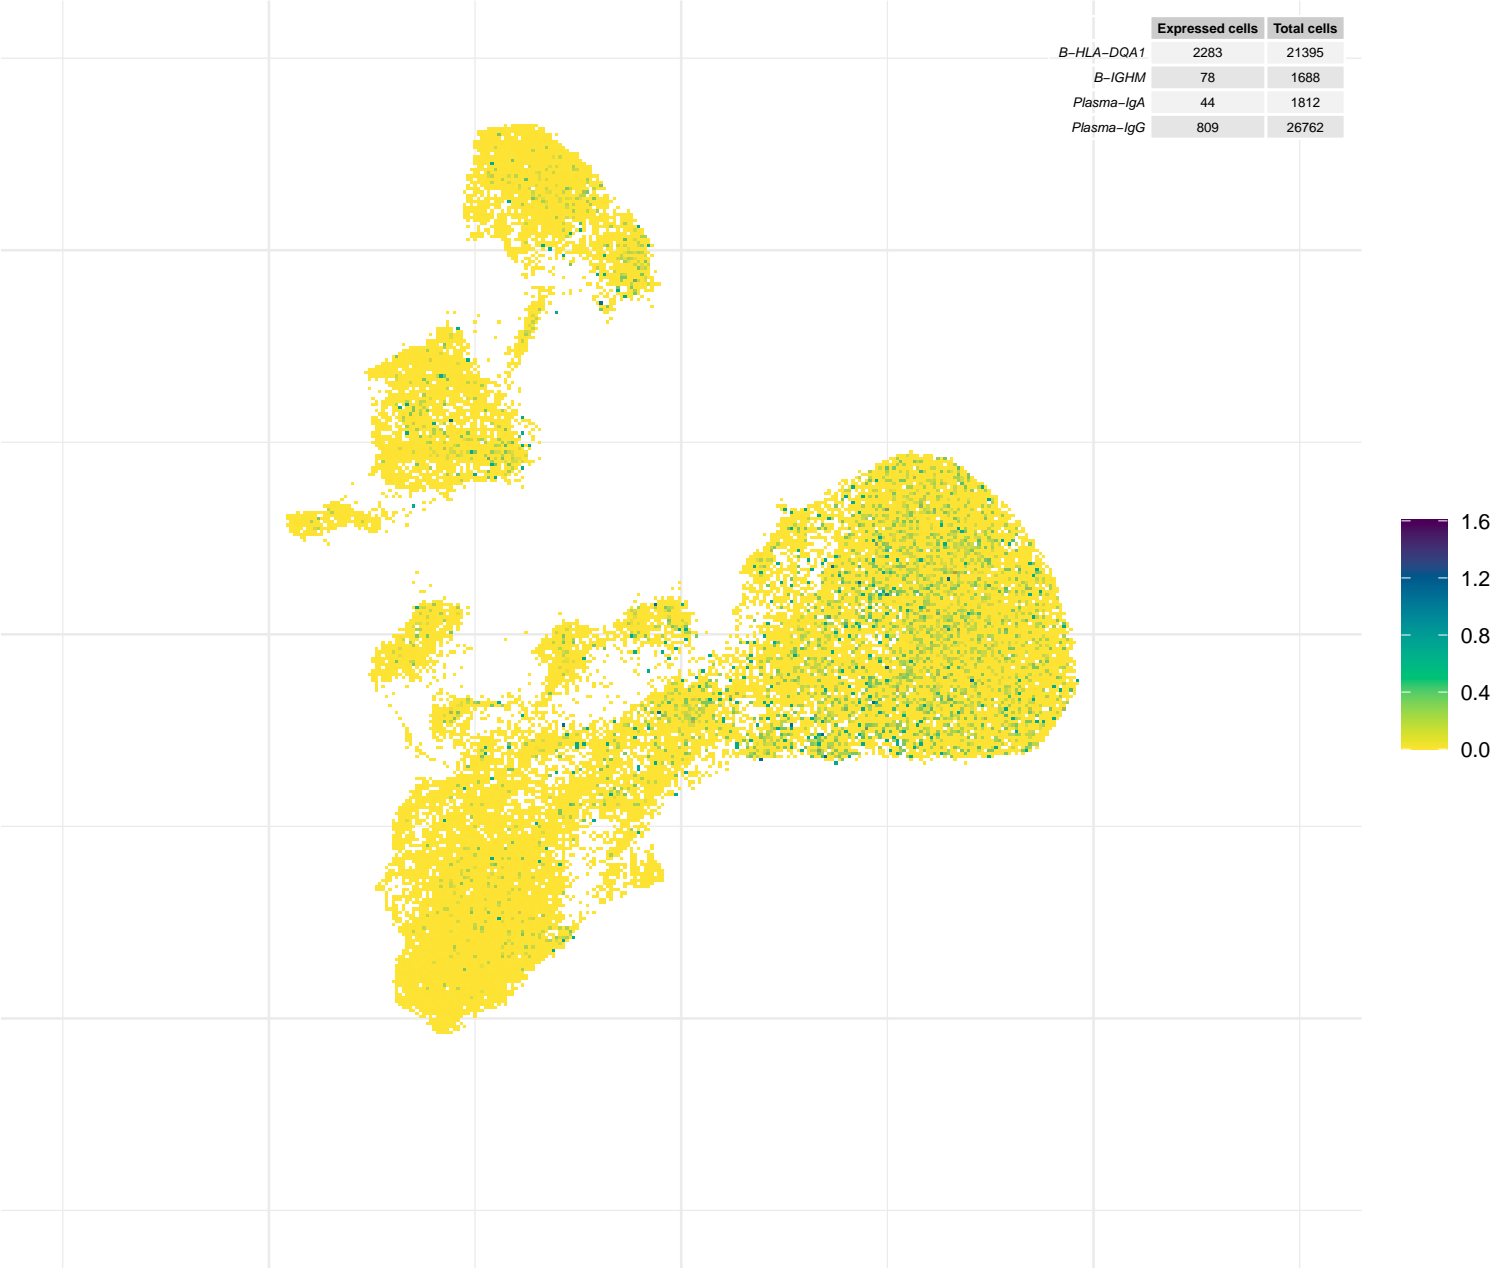 Expressed cells Total cells
B−HLA−DQA1 2283 21395
B−IGHM 78 1688
Plasma−IgA 44 1812
Plasma−IgG 809 26762
1.6
1.2
0.8
0.4
0.0